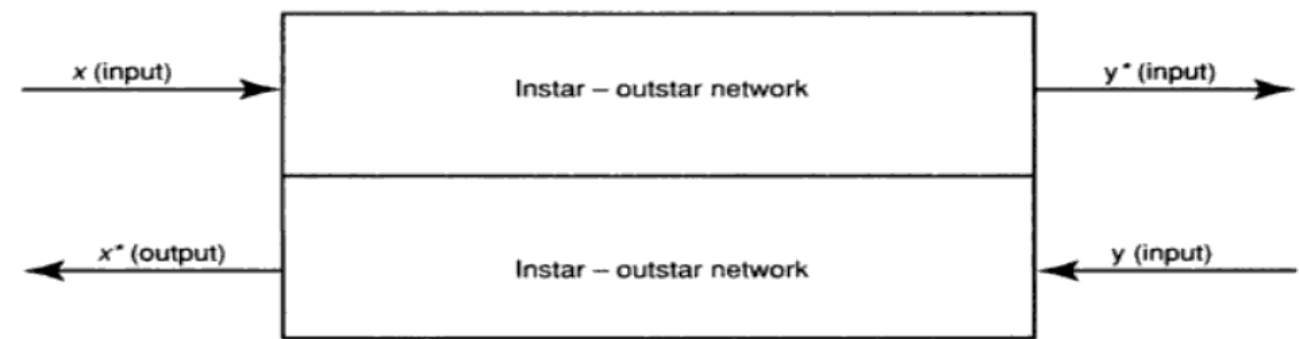 x (input)
Instar – outstar network
y* (input)
x* (output)
Instar – outstar network
y (input)